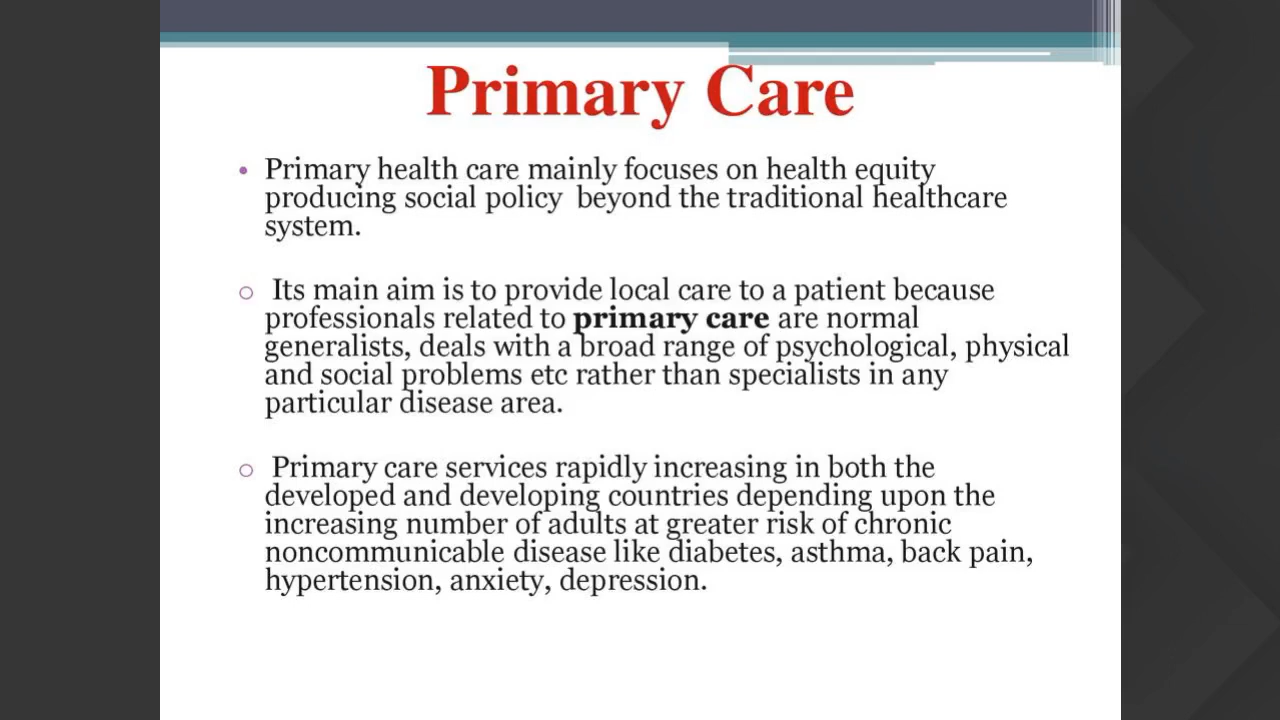 Primary Care
• Primary health care mainly focuses on health equity
producing social policy  beyond the traditional healthcare
system.
o Its main aim is to provide local care to a patient because
professionals related to primary care are normal
generalists, deals with a broad range of psychological, physical
and social problems etc rather than specialists in any
particular disease area.
o Primary care services rapidly increasing in both the
developed and developing countries depending upon the
increasing number of adults at greater risk of chronic
noncommunicable disease like diabetes, asthma, back pain,
hypertension, anxiety, depression.